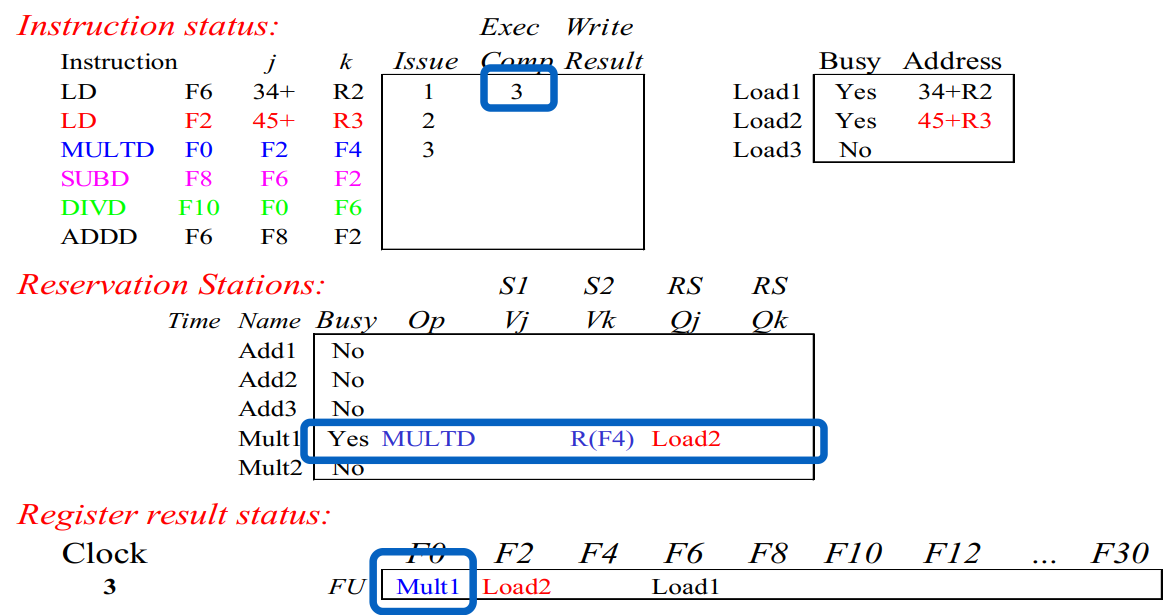 Instruction status: Exec Write
Instruction j k Issue Comp Result Busy Address
LD F6 34+ R2 1 3 Load1 Yes 34+R2
LD F2 45+ R3 2 Load2 Yes 45+R3
MULTD F0 F2 F4 3 Load3 No
SUBD F8 F6 F2
DIVD F10 F0 F6
ADDD F6 F8 F2
Reservation Stations: S1 S2 RS RS
Time Name Busy Op Vj Vk Qj Qk
Add1 No
Add2 No
Add3 No
Mult1 Yes MULTD R(F4) Load2
Mult2 No
Register result status:
Clock F0 F2 F4 F6 F8 F10 F12 ... F30
3 FU Mult1 Load2 Load1